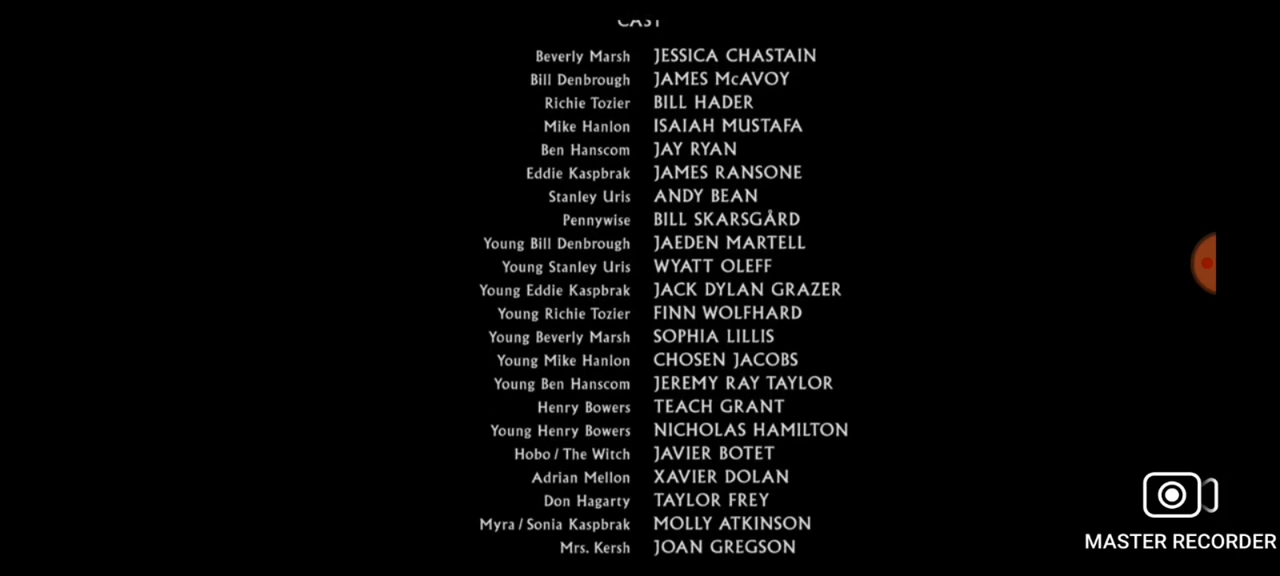 CAST
Beverly Marsh JESSICA CHASTAIN
Bill Denbrough JAMES McAVOY
Richie Tozier BILL HADER
Mike Hanlon ISAIAH MUSTAFA
Ben Hanscom JAY RYAN
Eddie Kaspbrak JAMES RANSONE
Stanley Uris ANDY BEAN
Pennywise BILL SKARSGÅRD
Young Bill Denbrough JAEDEN MARTELL
Young Stanley Uris WYATT OLEFF
Young Eddie Kaspbrak JACK DYLAN GRAZER
Young Richie Tozier FINN WOLFHARD
Young Beverly Marsh SOPHIA LILLIS
Young Mike Hanlon CHOSEN JACOBS
Young Ben Hanscom JEREMY RAY TAYLOR
Henry Bowers TEACH GRANT
Young Henry Bowers NICHOLAS HAMILTON
Hobo / The Witch JAVIER BOTET
Adrian Mellon XAVIER DOLAN
Don Hagarty TAYLOR FREY
Myra / Sonia Kaspbrak MOLLY ATKINSON
Mrs. Kersh JOAN GREGSON
MASTER RECORDER